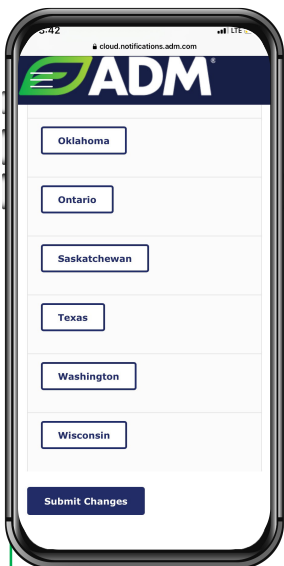 5:42
LTE
cloud.notifications.adm.com
ADM®
Oklahoma
Ontario
Saskatchewan
Texas
Washington
Wisconsin
Submit Changes